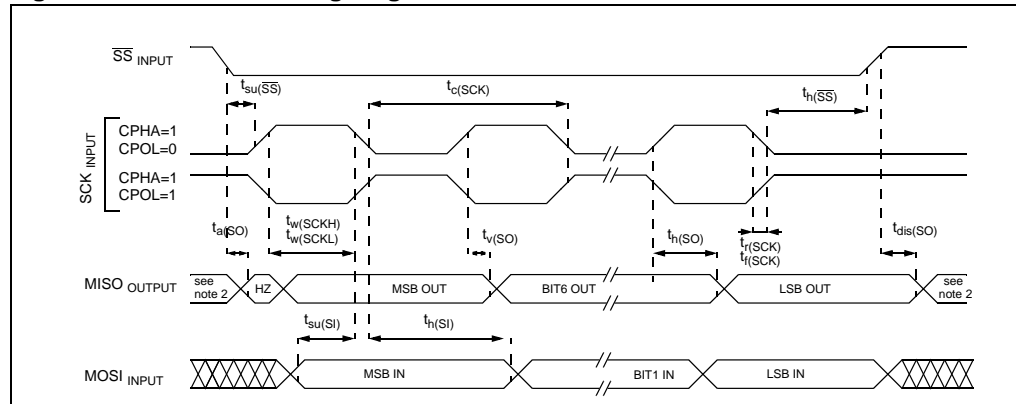 SS INPUT
tsu(SS)
tc(SCK)
th(SS)
SCK INPUT
CPHA=1
CPOL=0
CPHA=1
CPOL=1
ta(SO)
tw(SCKH)
tw(SCKL)
tv(SO)
th(SO)
tr(SCK)
tf(SCK)
tdis(SO)
MISO OUTPUT
see
note 2
HZ
MSB OUT
BIT6 OUT
LSB OUT
see
note 2
tsu(SI)
th(SI)
MOSI INPUT
MSB IN
BIT1 IN
LSB IN